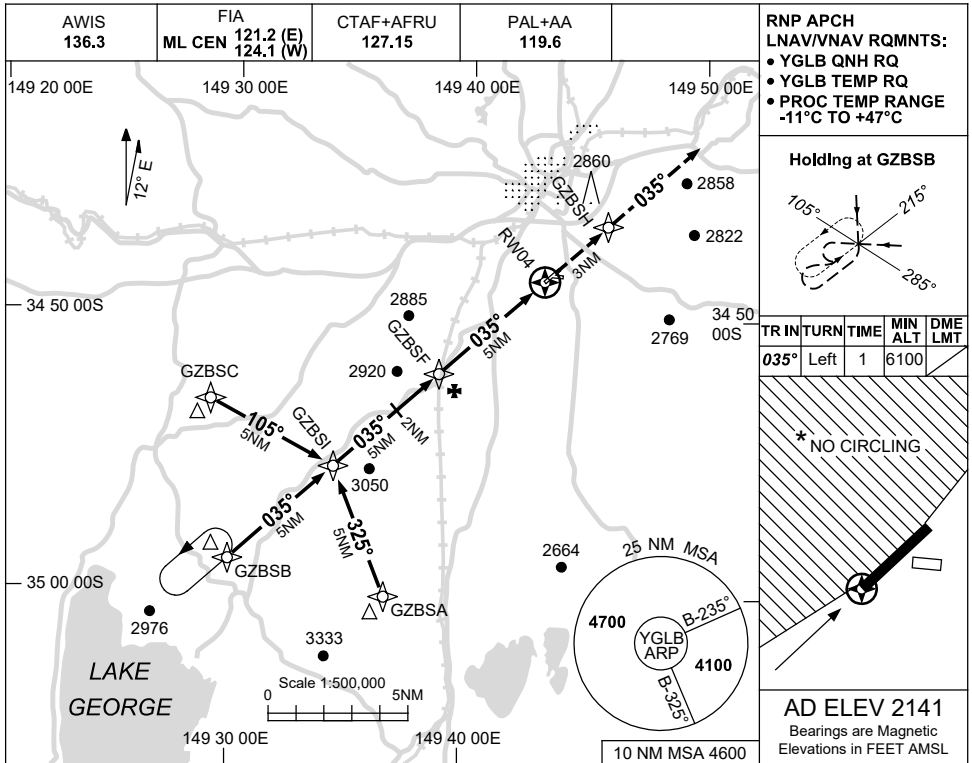 AWIS
136.3
FIA
ML CEN 121.2 (E)
124.1 (W)
CTAF+AFRU
127.15
PAL+AA
119.6
RNP APCH
LNAV/VNAV RQMNTS:
• YGLB QNH RQ
• YGLB TEMP RQ
• PROC TEMP RANGE
-11°C TO +47°C
149 20 00E
149 30 00E
149 40 00E
149 50 00E
12° E
2860
GZBSH
035°
2858
2822
RW04
3NM
Holding at GZBSB
105°
215°
285°
34 50 00S
2885
GZBSF
035°
5NM
34 50
00S
2769
TR IN TURN TIME MIN ALT DME LMT
035° Left 1 6100
GZBSC
2920
105°
5NM
GZBSI
035°
5NM
2NM
3050
* NO CIRCLING
035°
5NM
325°
5NM
GZBSB
GZBSA
35 00 00S
2976
3333
2664
25 NM MSA
4700
B-235°
YGLB
ARP
4100
B-325°
LAKE
GEORGE
Scale 1:500,000
0 5NM
149 30 00E
149 40 00E
10 NM MSA 4600
AD ELEV 2141
Bearings are Magnetic
Elevations in FEET AMSL